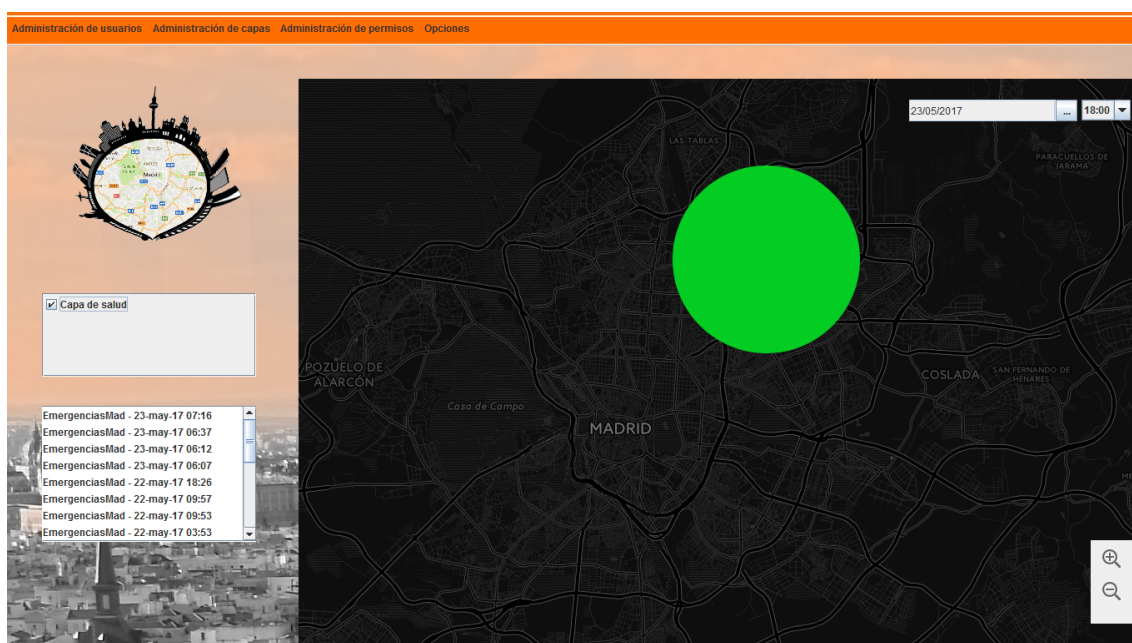 Administración de usuarios Administración de capas Administración de permisos Opciones
23/05/2017 ... 18:00
LAS TABLAS
PARACUELLOS DE
JARAMA
Madrid
Capa de salud
POZUELO DE
ALARCÓN
COSLADA
SAN FERNANDO DE
HENARES
Casa de Campo
MADRID
EmergenciasMad - 23-may-17 07:16
EmergenciasMad - 23-may-17 06:37
EmergenciasMad - 23-may-17 06:12
EmergenciasMad - 23-may-17 06:07
EmergenciasMad - 22-may-17 18:26
EmergenciasMad - 22-may-17 09:57
EmergenciasMad - 22-may-17 09:53
EmergenciasMad - 22-may-17 03:53